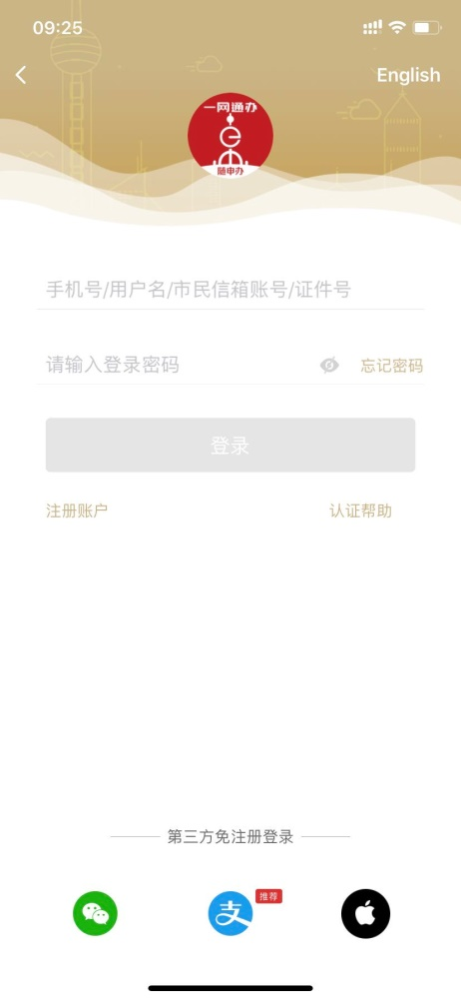 09:25
English
一网通办
随申办
手机号/用户名/市民信箱账号/证件号
请输入登录密码
忘记密码
登录
注册账户
认证帮助
第三方免注册登录
支
推荐